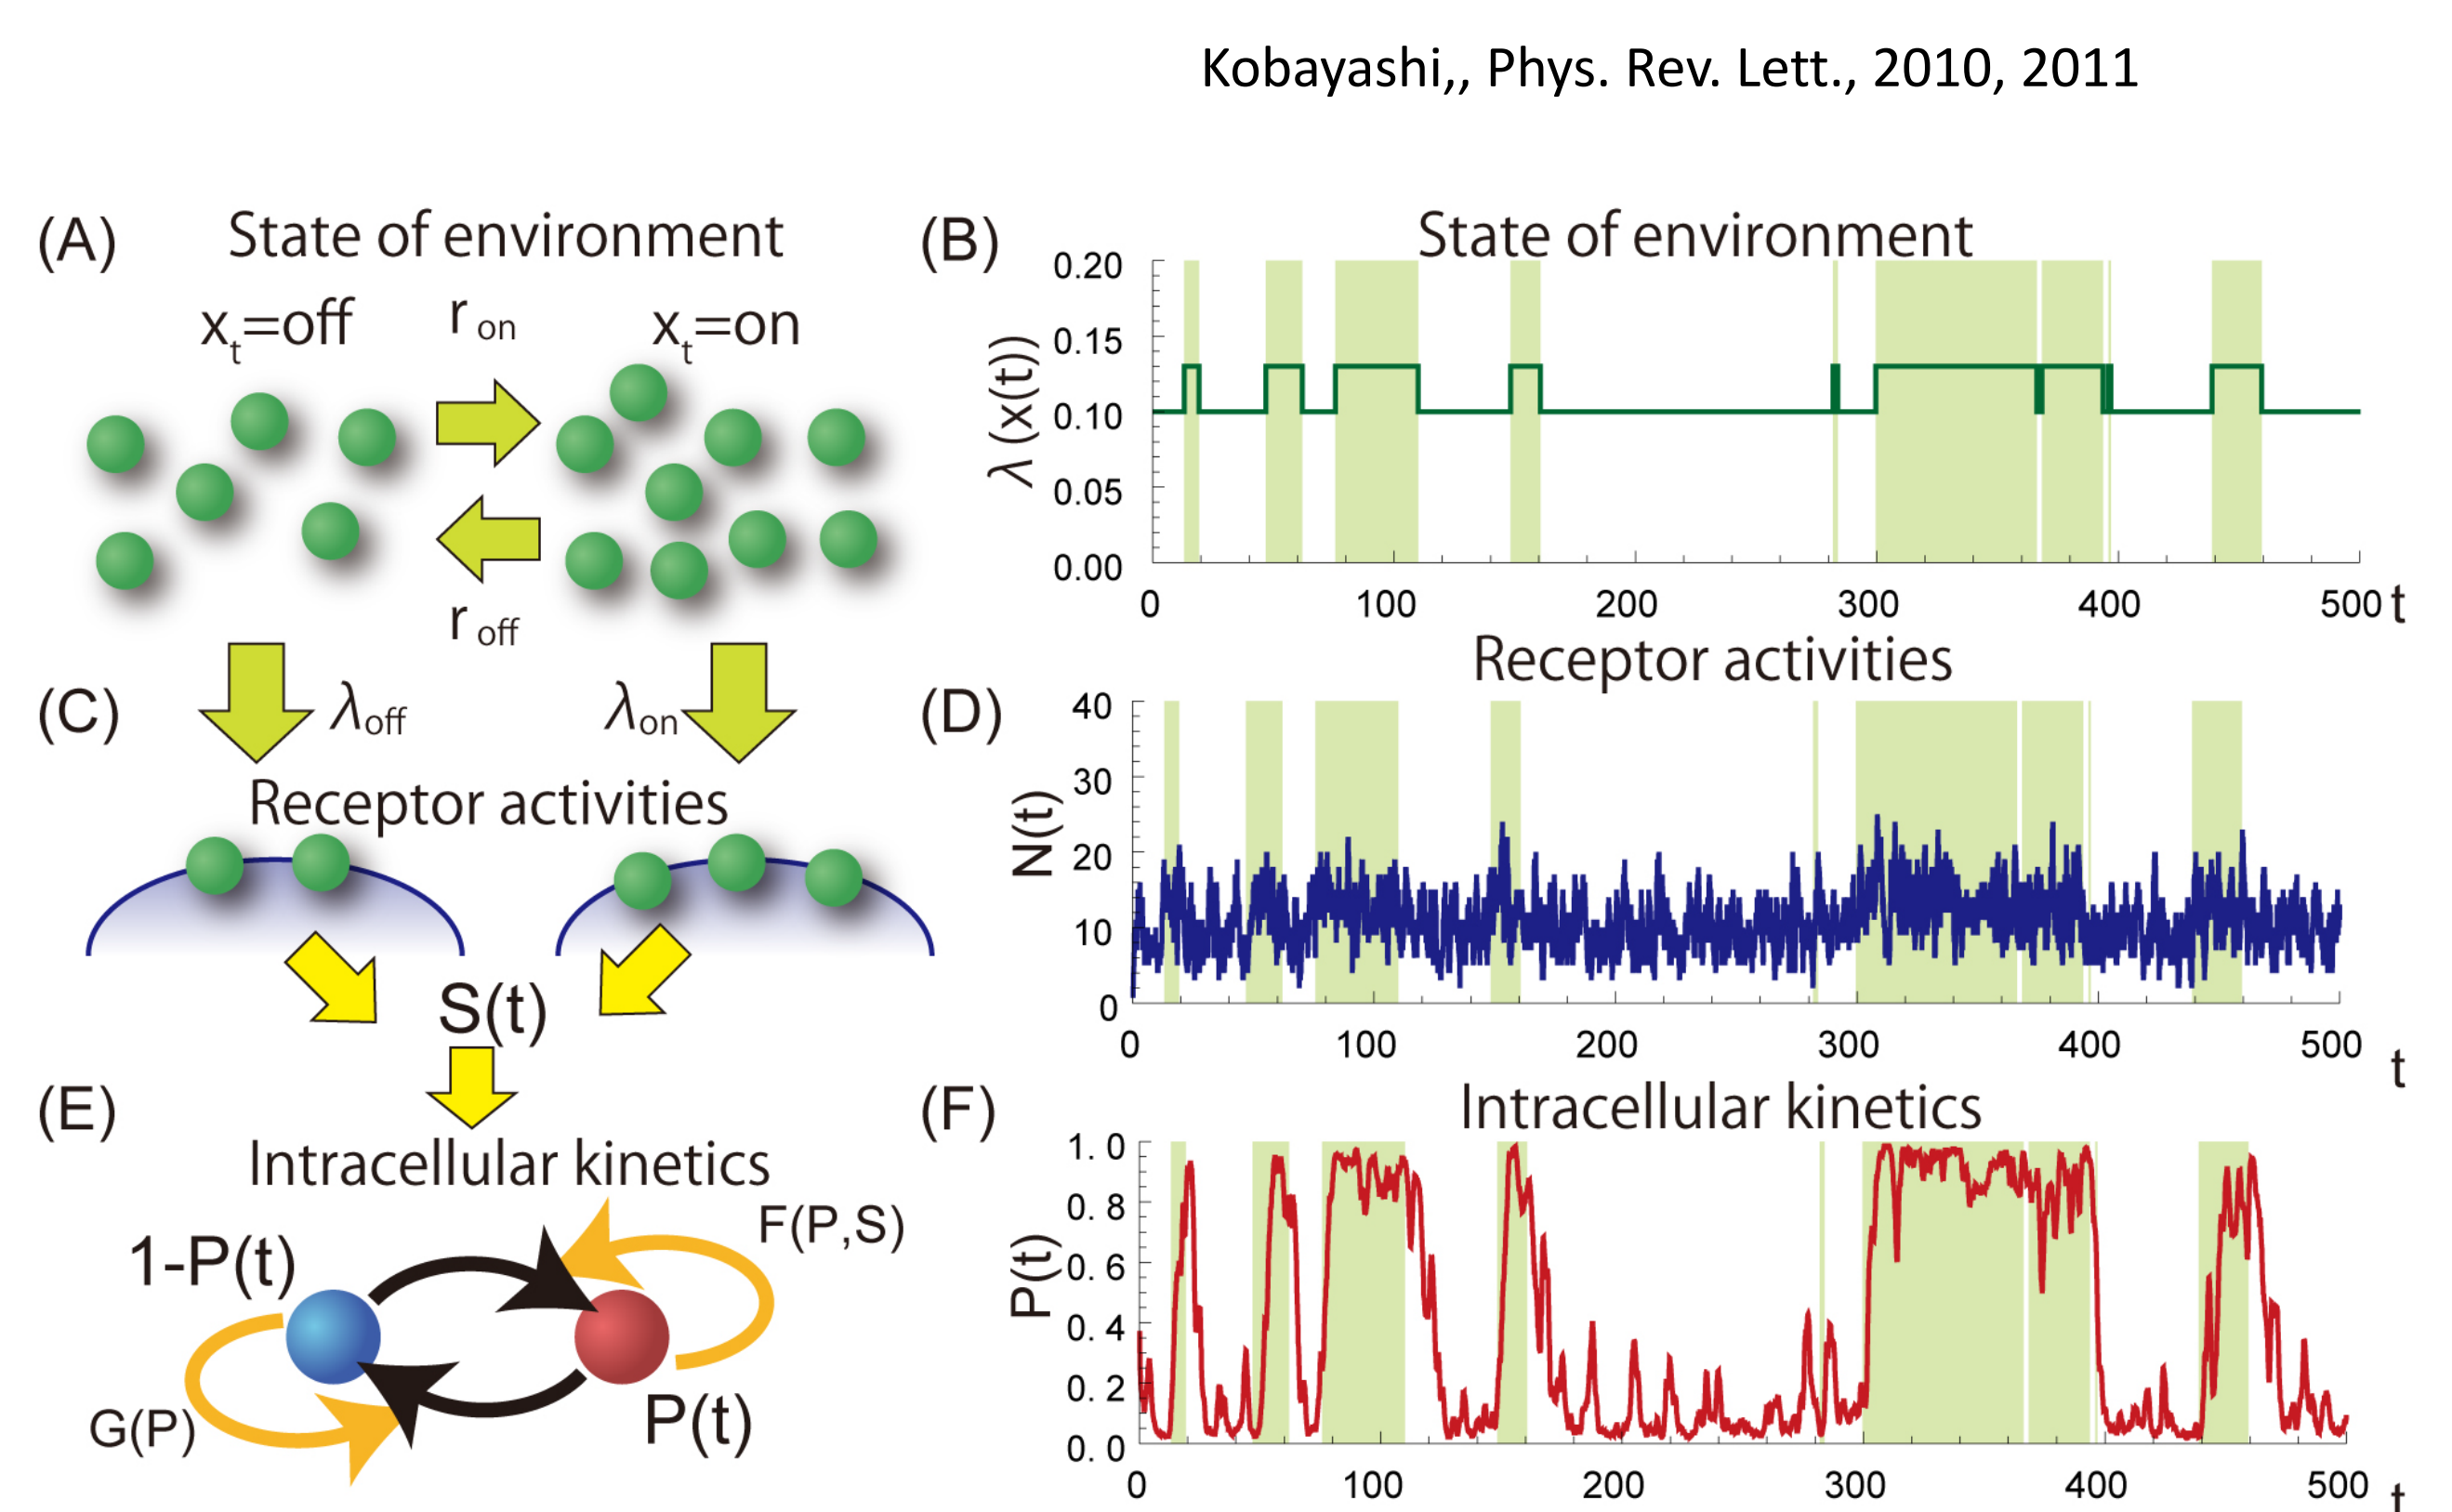 Kobayashi,, Phys. Rev. Lett., 2010, 2011
(A) State of environment
x_t=off
r on
x_t=on
r off
(C)
λoff
λon
Receptor activities
S(t)
(E)
Intracellular kinetics
F(P,S)
1-P(t)
G(P)
P(t)
(B) State of environment
λ (x(t))
0.20
0.15
0.10
0.05
0.00
0 100 200 300 400 500 t
Receptor activities
(D)
N(t)
40
30
20
10
0
0 100 200 300 400 500 t
(F) Intracellular kinetics
P(t)
1.0
0.8
0.6
0.4
0.2
0.0
0 100 200 300 400 500 t